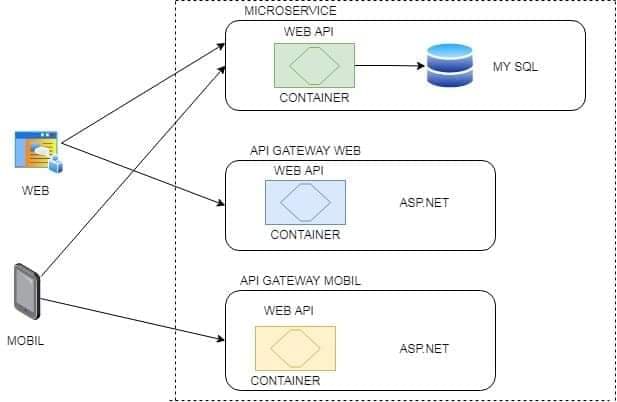 MICROSERVICE
WEB API
MY SQL
CONTAINER
API GATEWAY WEB
WEB API
ASP.NET
CONTAINER
WEB
API GATEWAY MOBIL
WEB API
ASP.NET
CONTAINER
MOBIL